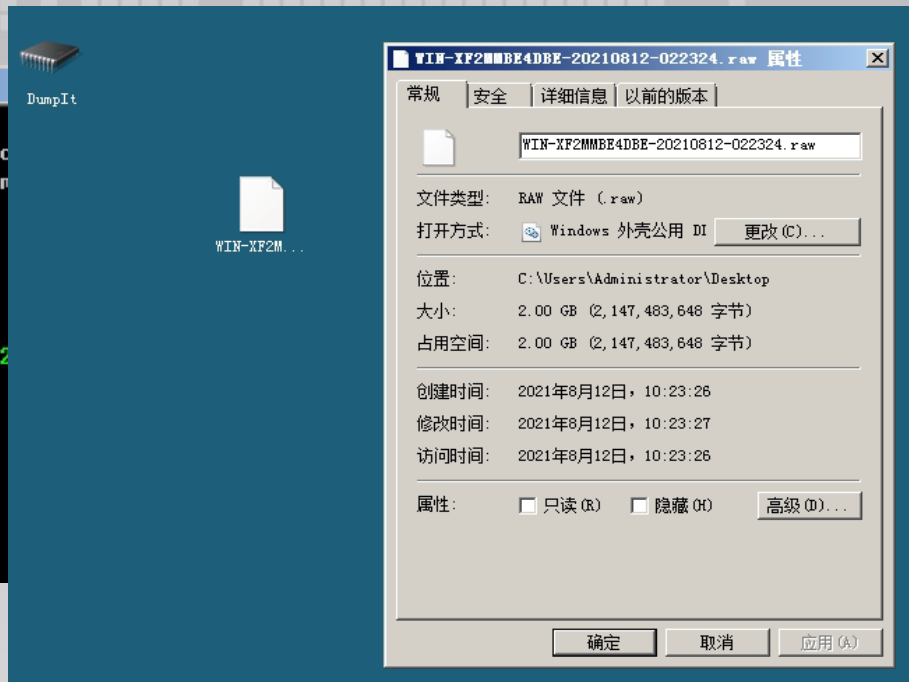 DumpIt
WIN-XF2M...
WIN-XF2MMBE4DBE-20210812-022324.raw 属性
常规
安全
详细信息
以前的版本
WIN-XF2MMBE4DBE-20210812-022324.raw
文件类型: RAW 文件 (.raw)
打开方式: Windows 外壳公用 Dl 更改(C)...
位置: C:\Users\Administrator\Desktop
大小: 2.00 GB (2,147,483,648 字节)
占用空间: 2.00 GB (2,147,483,648 字节)
创建时间: 2021年8月12日，10:23:26
修改时间: 2021年8月12日，10:23:27
访问时间: 2021年8月12日，10:23:26
属性: 只读(R) 隐藏(H) 高级(D)...
确定 取消 应用(A)